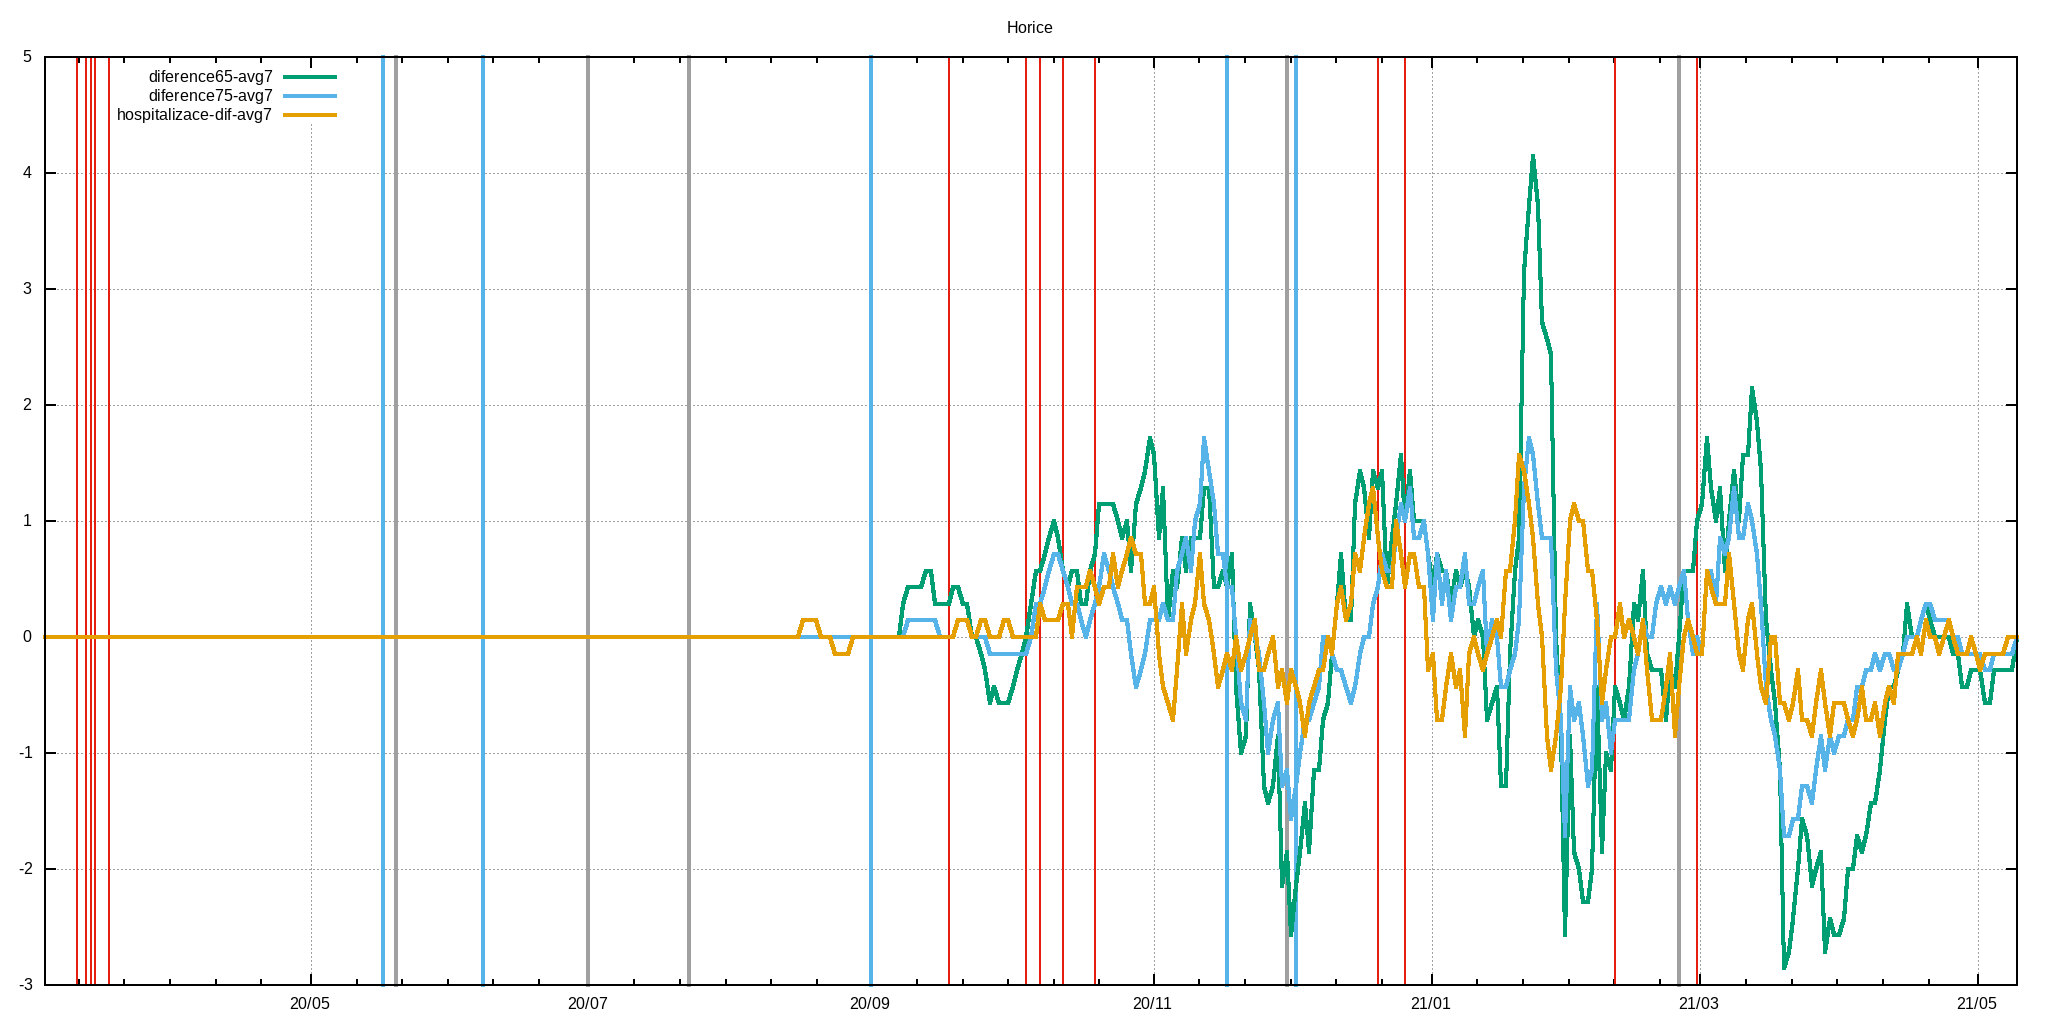 Horice
5
diference65-avg7
diference75-avg7
hospitalizace-dif-avg7
4
3
2
1
0
-1
-2
-3
20/05 20/07 20/09 20/11 21/01 21/03 21/05